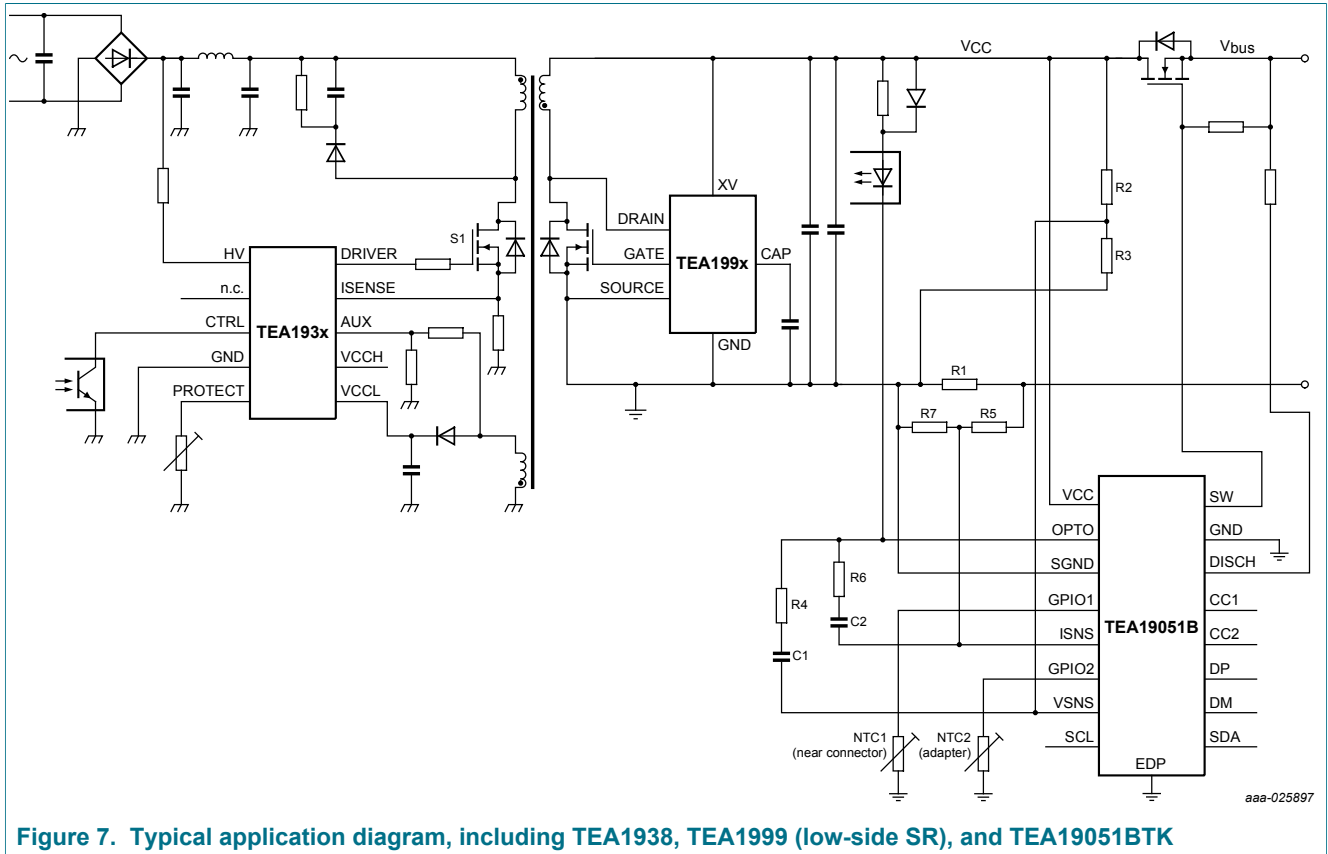 VCC
Vbus
R2
XV
DRAIN
S1
R3
HV
DRIVER
GATE
CAP
TEA199x
n.c.
ISENSE
SOURCE
CTRL
AUX
TEA193x
GND
GND
VCCH
R1
PROTECT
VCCL
R7
R5
VCC
SW
OPTO
GND
R6
SGND
DISCH
R4
GPIO1
CC1
C2
TEA19051B
ISNS
CC2
C1
GPIO2
DP
VSNS
DM
NTC1
(near connector)
NTC2
(adapter)
SCL
SDA
EDP
aaa-025897
Figure 7. Typical application diagram, including TEA1938, TEA1999 (low-side SR), and TEA19051BTK